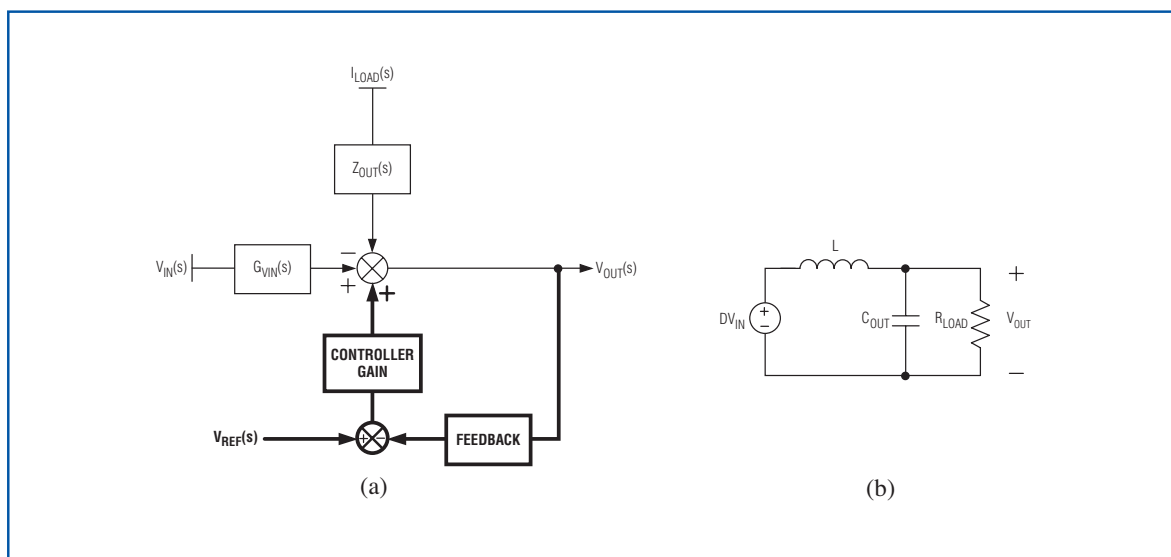 I_LOAD(s)
Z_OUT(s)
−
V_IN(s)
G_VIN(s)
+
+
V_OUT(s)
CONTROLLER
GAIN
V_REF(s)
+
−
FEEDBACK
(a)
L
DV_IN
+
−
C_OUT
R_LOAD
+
V_OUT
−
(b)